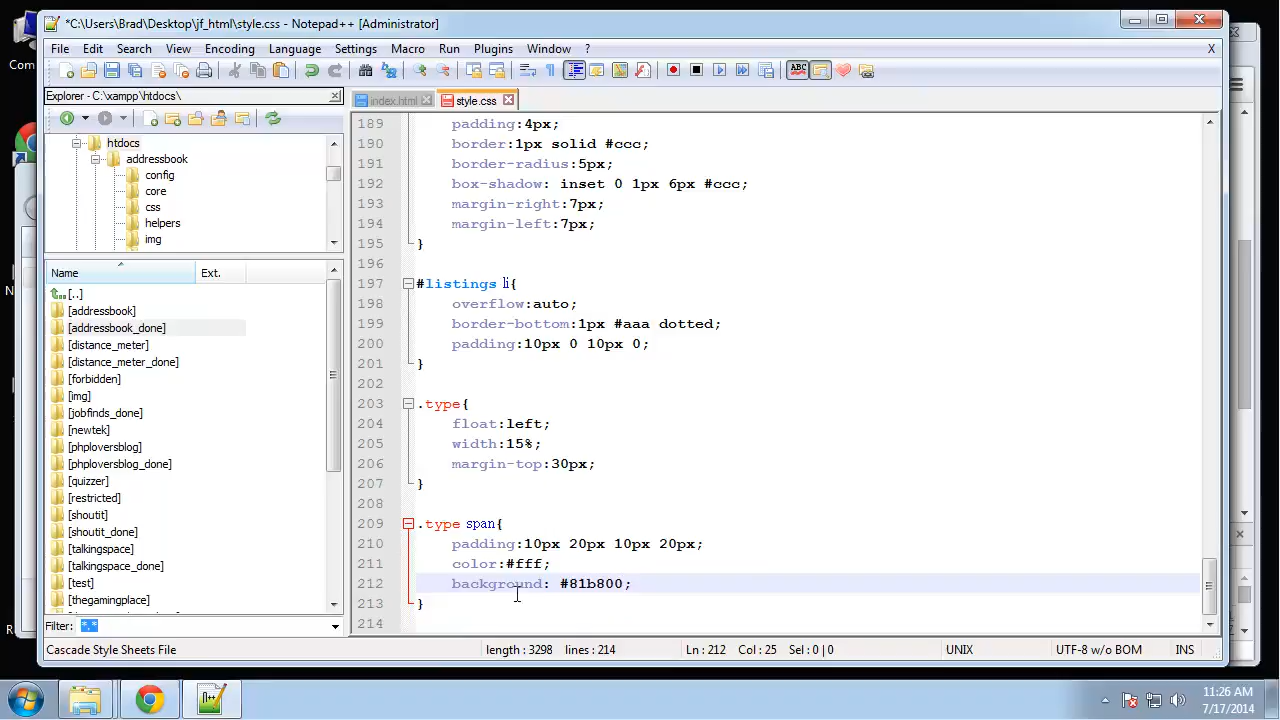 *C:\Users\Brad\Desktop\jf_html\style.css - Notepad++ [Administrator]
File Edit Search View Encoding Language Settings Macro Run Plugins Window ? X
Com
Explorer - C:\xampp\htdocs\
index.html style.css
htdocs
addressbook
config
core
css
helpers
img
Name Ext.
[..]
[addressbook]
[addressbook_done]
[distance_meter]
[distance_meter_done]
[forbidden]
[img]
[jobfinds_done]
[newtek]
[phploversblog]
[phploversblog_done]
[quizzer]
[restricted]
[shoutit]
[shoutit_done]
[talkingspace]
[talkingspace_done]
[test]
[thegamingplace]
Filter: *.*
189 padding:4px;
190 border:1px solid #ccc;
191 border-radius:5px;
192 box-shadow: inset 0 1px 6px #ccc;
193 margin-right:7px;
194 margin-left:7px;
195 }
196
197 #listings li{
198 overflow:auto;
199 border-bottom:1px #aaa dotted;
200 padding:10px 0 10px 0;
201 }
202
203 .type{
204 float:left;
205 width:15%;
206 margin-top:30px;
207 }
208
209 .type span{
210 padding:10px 20px 10px 20px;
211 color:#fff;
212 background: #81b800;
213 }
214
Cascade Style Sheets File length : 3298 lines : 214 Ln : 212 Col : 25 Sel : 0 | 0 UNIX UTF-8 w/o BOM INS
11:26 AM
7/17/2014